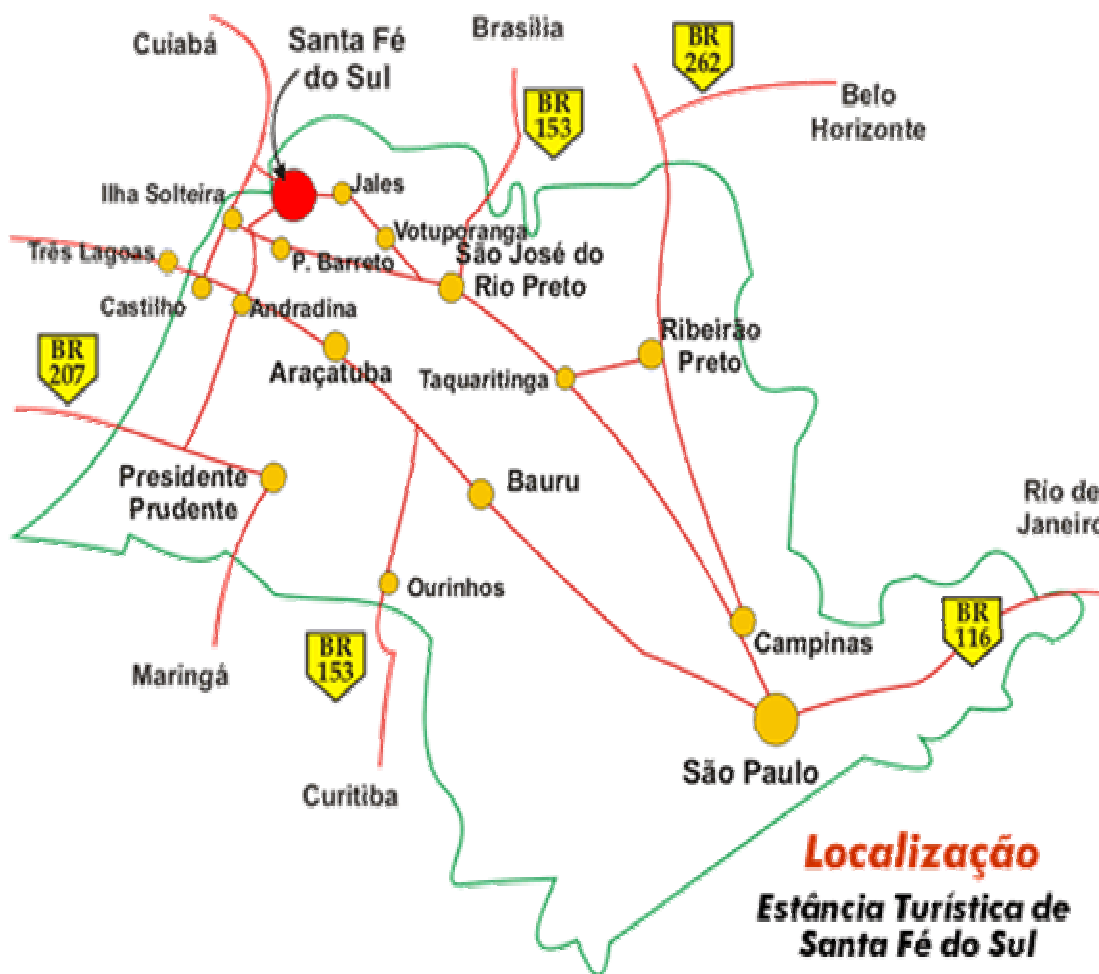 Cuiabá
Santa Fé
do Sul
Brasilia
BR
262
BR
153
Belo
Horizonte
Ilha Solteira
Jales
Votuporanga
Três Lagoas
P. Barreto
São José do
Rio Preto
Castilho
Andradina
BR
207
Araçatuba
Taquaritinga
Ribeirão
Preto
Presidente
Prudente
Bauru
Rio de
Janeiro
Ourinhos
BR
153
Maringá
Campinas
BR
116
São Paulo
Curitiba
Localização
Estância Turística de
Santa Fé do Sul